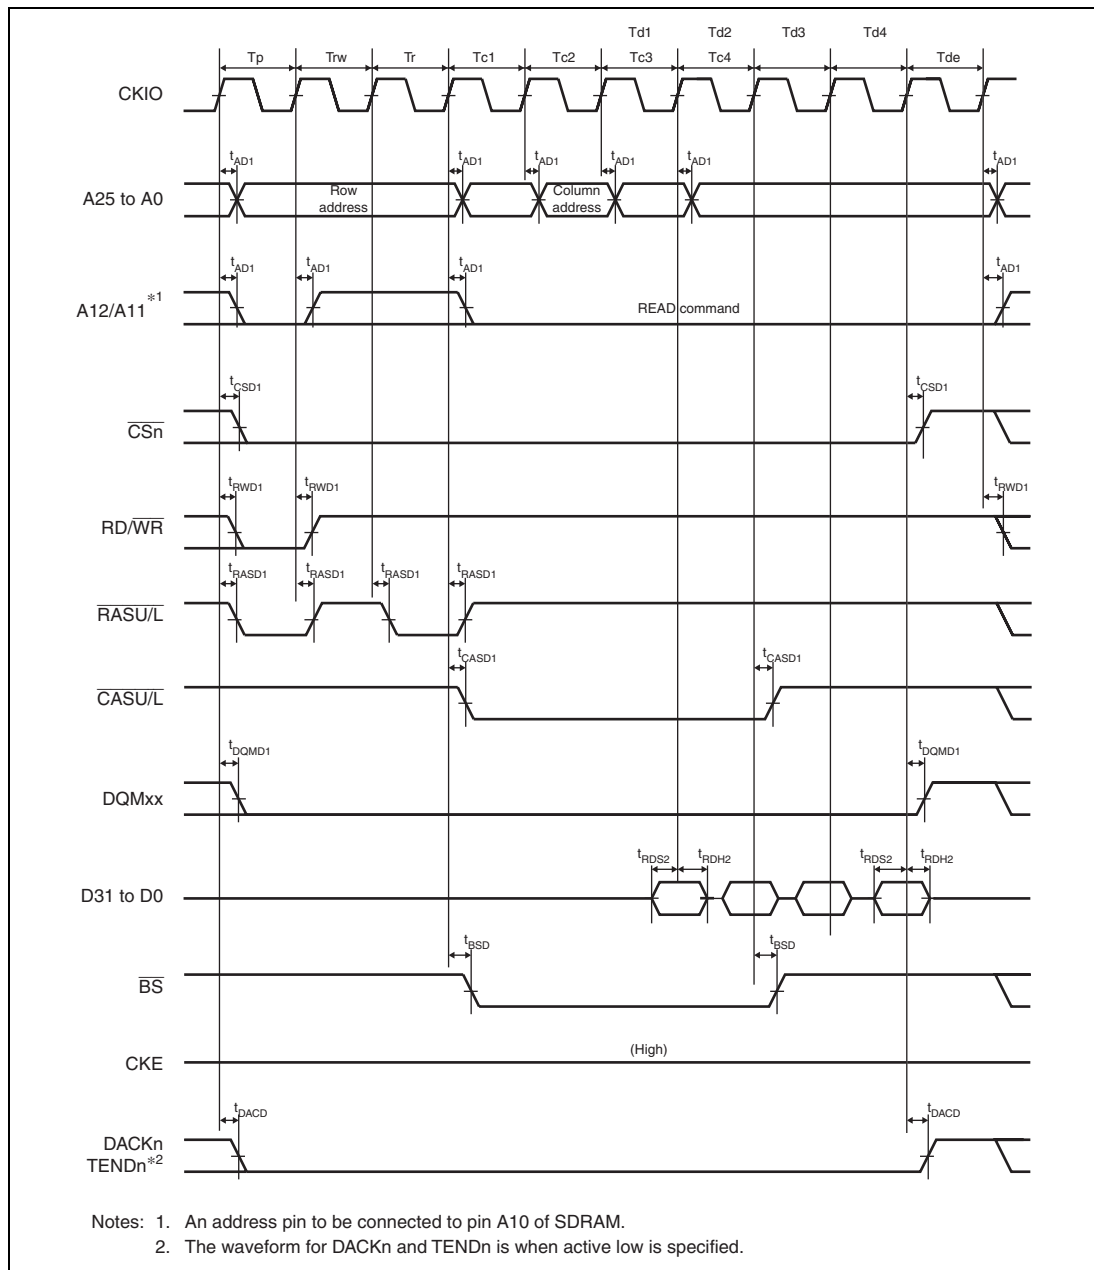 Td1 Td2 Td3 Td4
Tp Trw Tr Tc1 Tc2 Tc3 Tc4 Tde
CKIO
tAD1 tAD1 tAD1 tAD1 tAD1 tAD1
A25 to A0
Row address
Column address
tAD1 tAD1 tAD1 tAD1
A12/A11*1
READ command
tCSD1 tCSD1
CSn
tRWD1 tRWD1 tRWD1
RD/WR
tRASD1 tRASD1 tRASD1 tRASD1
RASU/L
tCASD1 tCASD1
CASU/L
tDQMD1 tDQMD1
DQMxx
tRDS2 tRDH2 tRDS2 tRDH2
D31 to D0
tBSD tBSD
BS
(High)
CKE
tDACD tDACD
DACKn
TENDn*2
Notes: 1. An address pin to be connected to pin A10 of SDRAM.
2. The waveform for DACKn and TENDn is when active low is specified.